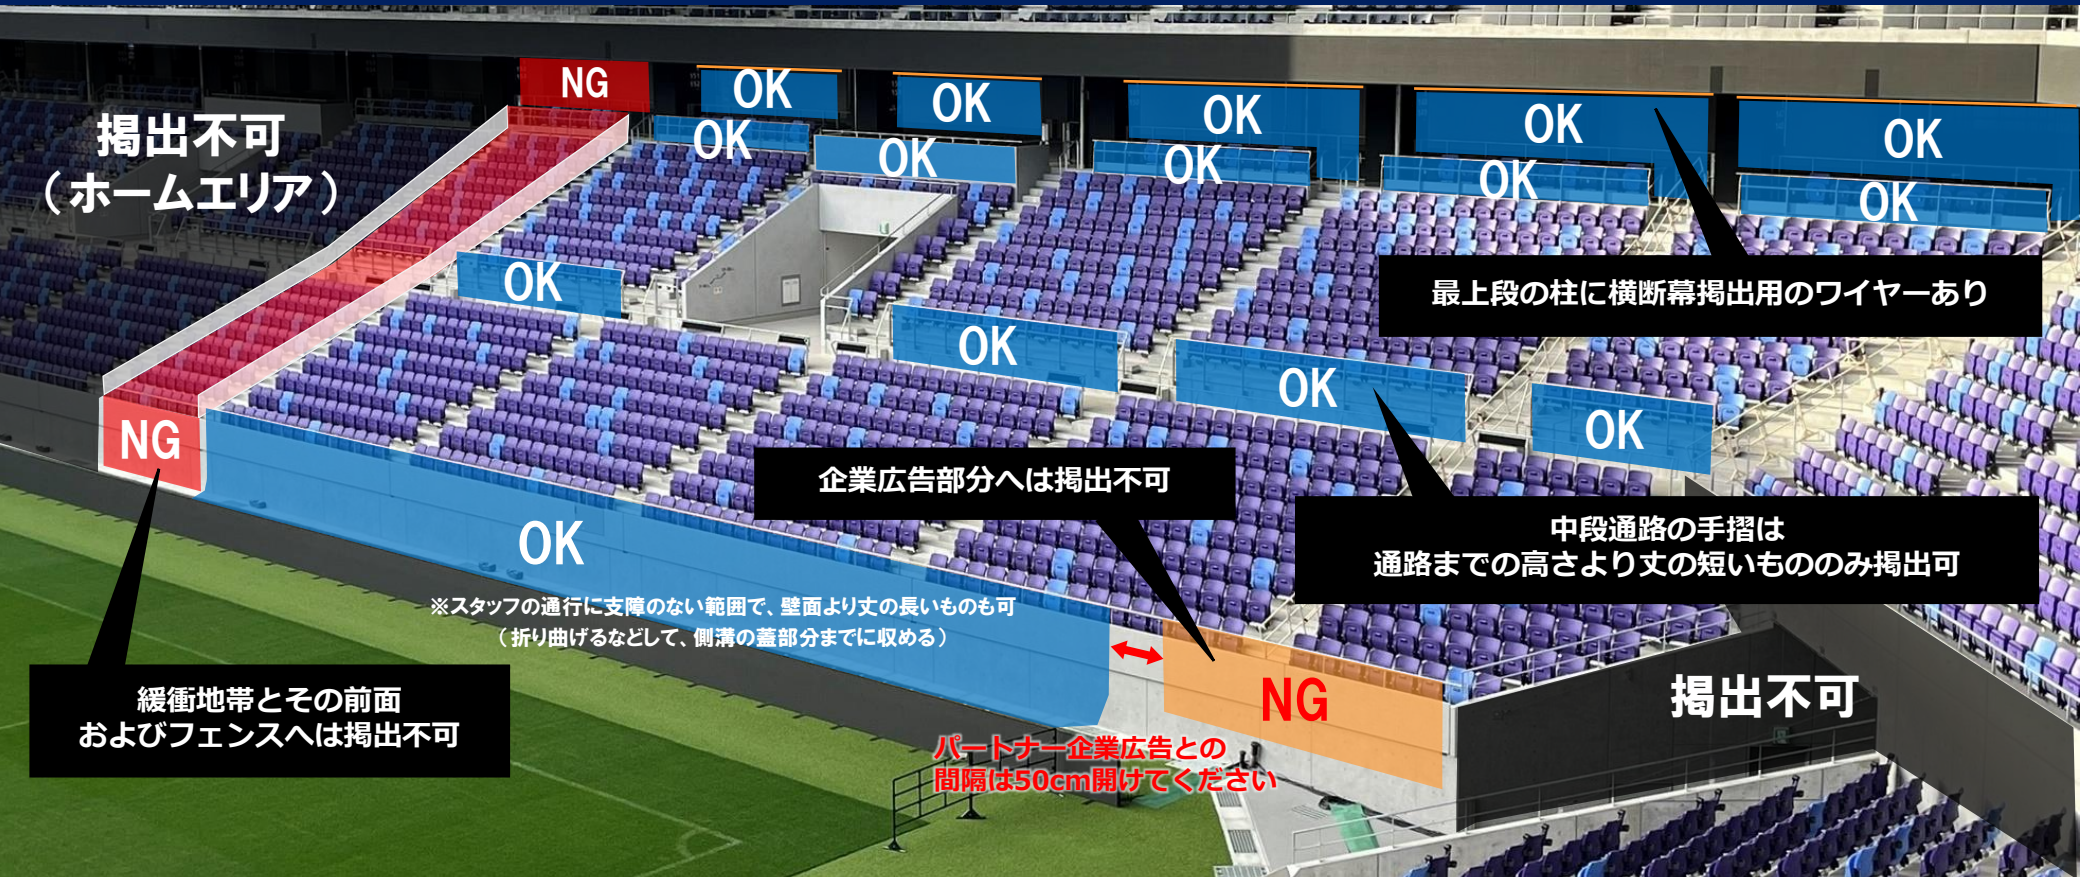 NG
OK
OK
OK
OK
OK
掲出不可
（ホームエリア）
OK
OK
OK
OK
OK
OK
最上段の柱に横断幕掲出用のワイヤーあり
OK
OK
OK
NG
企業広告部分へは掲出不可
OK
中段通路の手摺は
通路までの高さより丈の短いもののみ掲出可
※スタッフの通行に支障のない範囲で、壁面より丈の長いものも可
（折り曲げるなどして、側溝の蓋部分までに収める）
緩衝地帯とその前面
およびフェンスへは掲出不可
NG
掲出不可
パートナー企業広告との
間隔は50cm開けてください